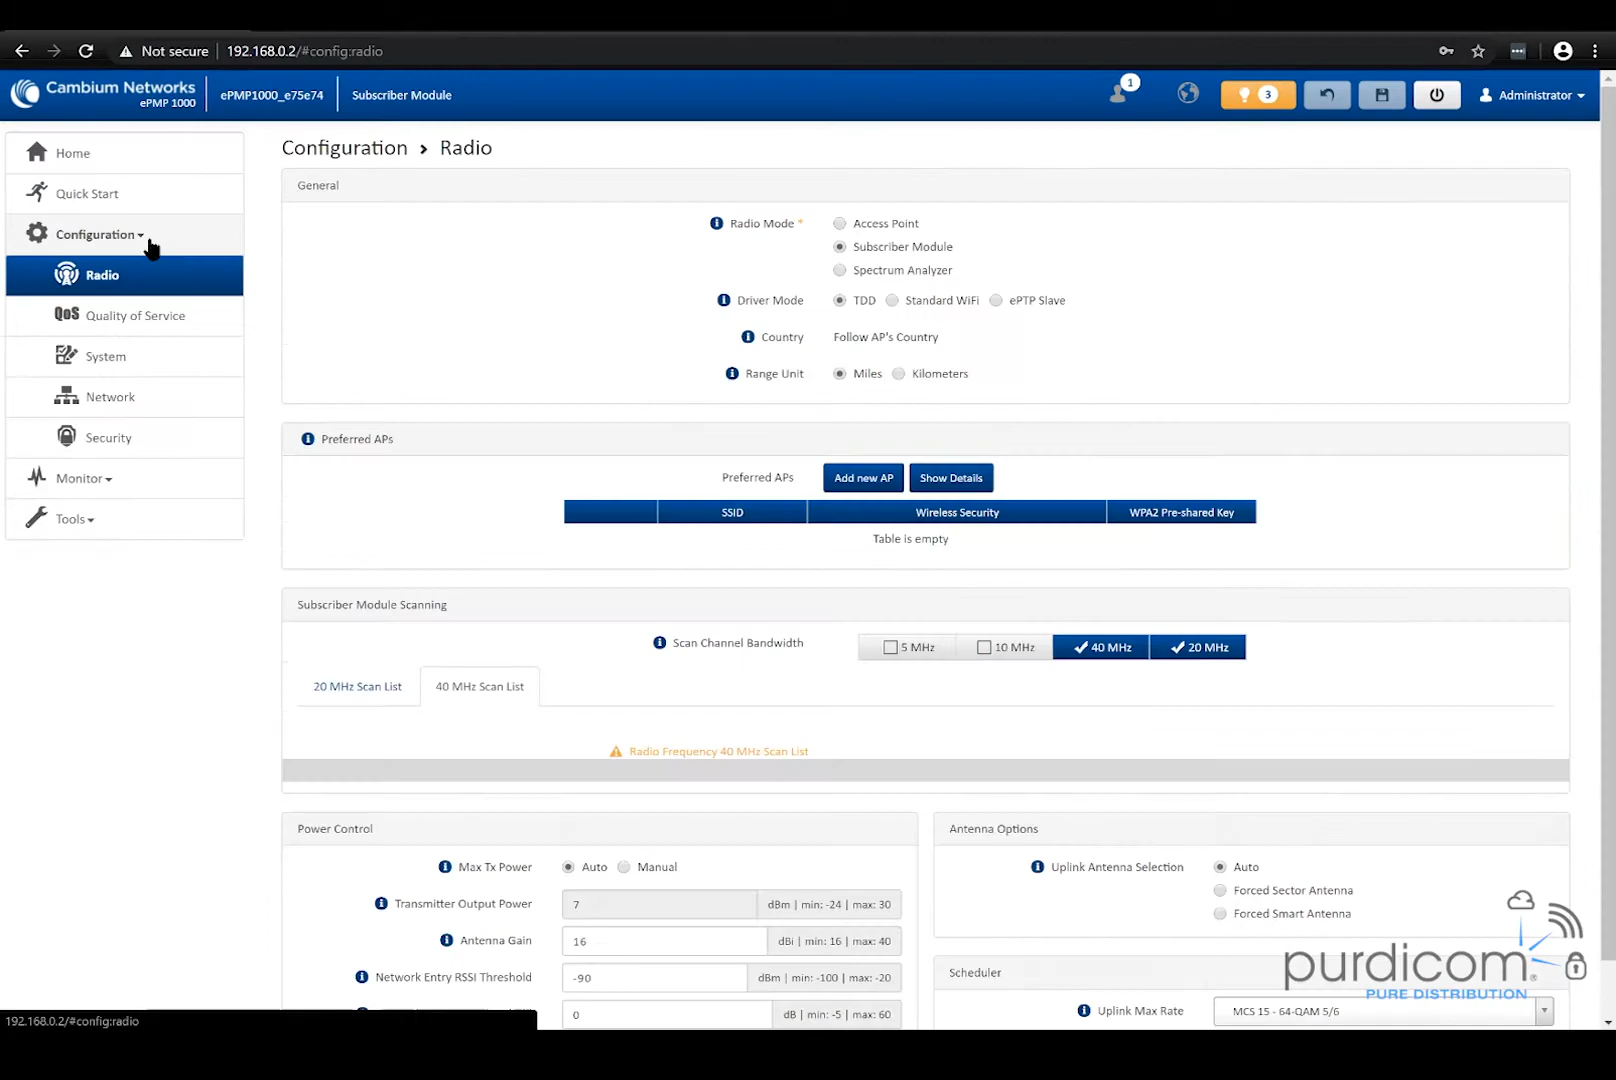 Not secure 192.168.0.2/#config:radio
Cambium Networks
ePMP 1000
ePMP1000_e75e74
Subscriber Module
1
3
Administrator
Home
Quick Start
Configuration
Radio
QoS Quality of Service
System
Network
Security
Monitor
Tools
Configuration > Radio
General
Radio Mode *
Access Point
Subscriber Module
Spectrum Analyzer
Driver Mode
TDD Standard WiFi ePTP Slave
Country
Follow AP's Country
Range Unit
Miles Kilometers
Preferred APs
Preferred APs
Add new AP
Show Details
SSID Wireless Security WPA2 Pre-shared Key
Table is empty
Subscriber Module Scanning
Scan Channel Bandwidth
5 MHz 10 MHz 40 MHz 20 MHz
20 MHz Scan List 40 MHz Scan List
Radio Frequency 40 MHz Scan List
Power Control
Max Tx Power Auto Manual
Transmitter Output Power 7 dBm | min: -24 | max: 30
Antenna Gain 16 dBi | min: 16 | max: 40
Network Entry RSSI Threshold -90 dBm | min: -100 | max: -20
0 dB | min: -5 | max: 60
Antenna Options
Uplink Antenna Selection Auto
Forced Sector Antenna
Forced Smart Antenna
Scheduler
Uplink Max Rate MCS 15 - 64-QAM 5/6
purdicom
PURE DISTRIBUTION
192.168.0.2/#config:radio